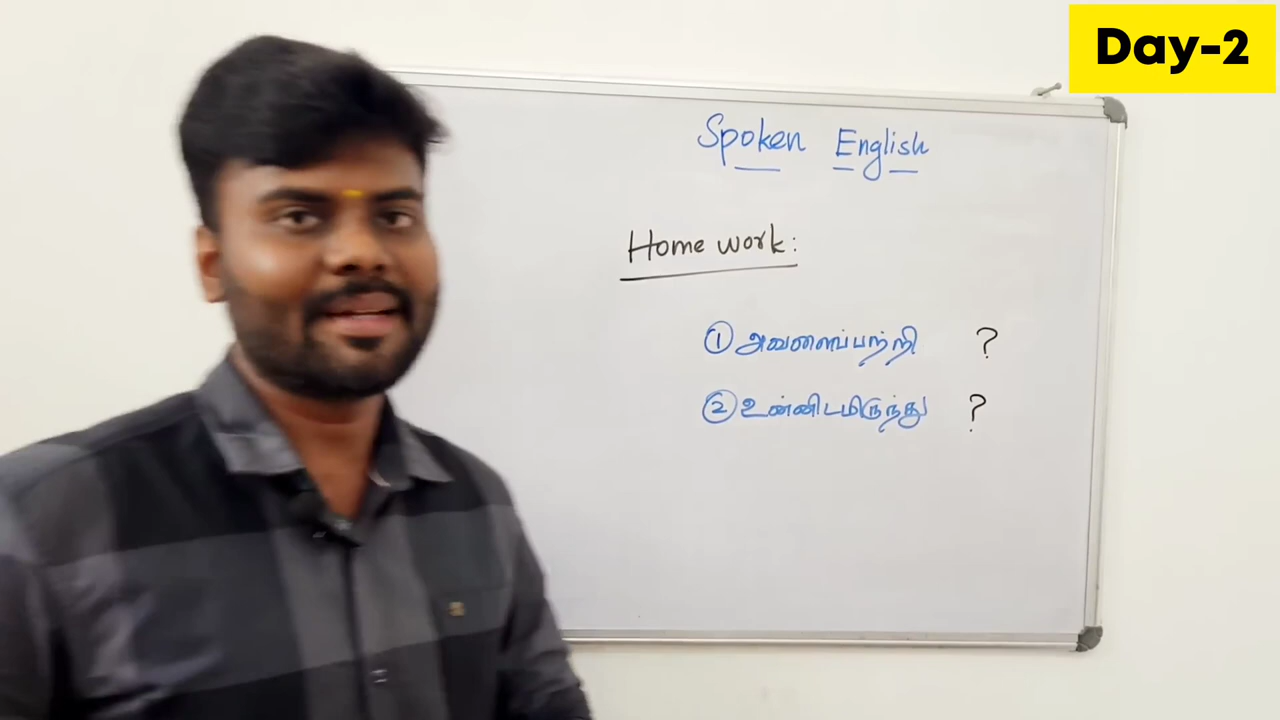 Day-2
Spoken English
Home work:
① அவளைப்பற்றி ?
② உன்னிடமிருந்து ?